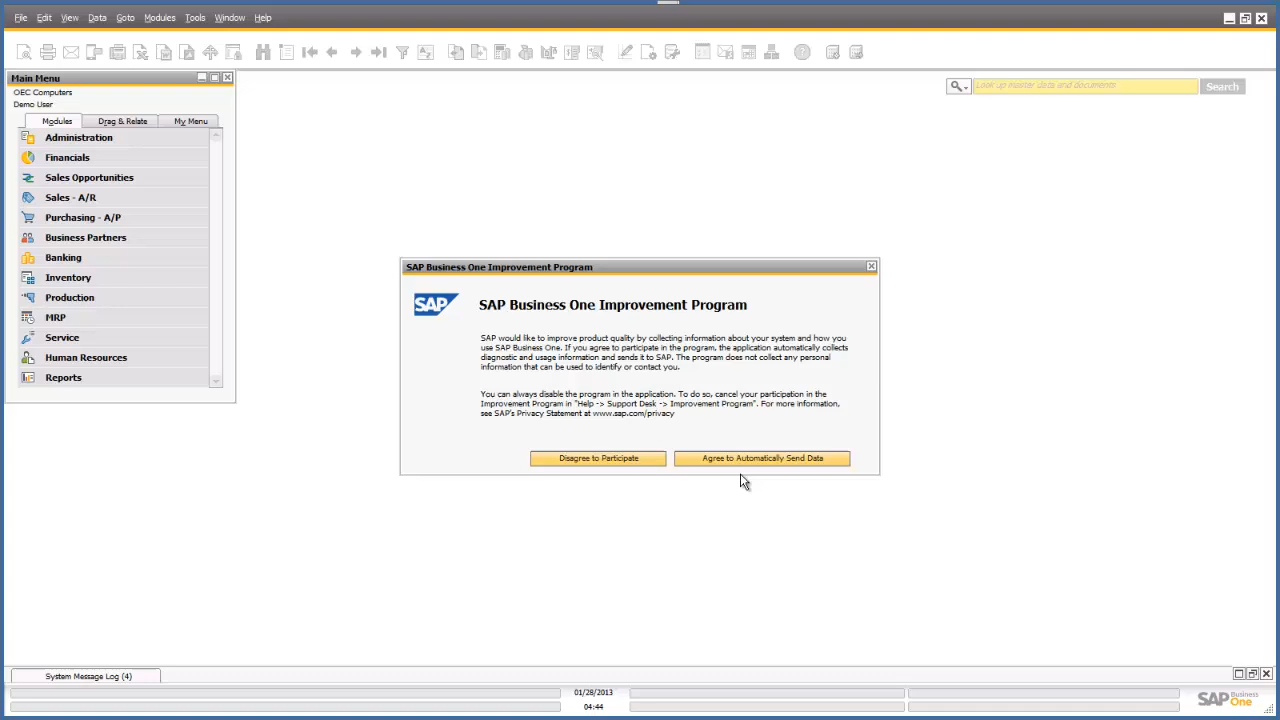 File Edit View Data Goto Modules Tools Window Help
Main Menu
OEC Computers
Demo User
Modules Drag & Relate My Menu
Administration
Financials
Sales Opportunities
Sales - A/R
Purchasing - A/P
Business Partners
Banking
Inventory
Production
MRP
Service
Human Resources
Reports
Look up master data and documents Search
SAP Business One Improvement Program
SAP SAP Business One Improvement Program
SAP would like to improve product quality by collecting information about your system and how you
use SAP Business One. If you agree to participate in the program, the application automatically collects
diagnostic and usage information and sends it to SAP. The program does not collect any personal
information that can be used to identify or contact you.
You can always disable the program in the application. To do so, cancel your participation in the
Improvement Program in "Help -> Support Desk -> Improvement Program". For more information,
see SAP's Privacy Statement at www.sap.com/privacy
Disagree to Participate Agree to Automatically Send Data
System Message Log (4)
01/28/2013
04:44
SAP Business One